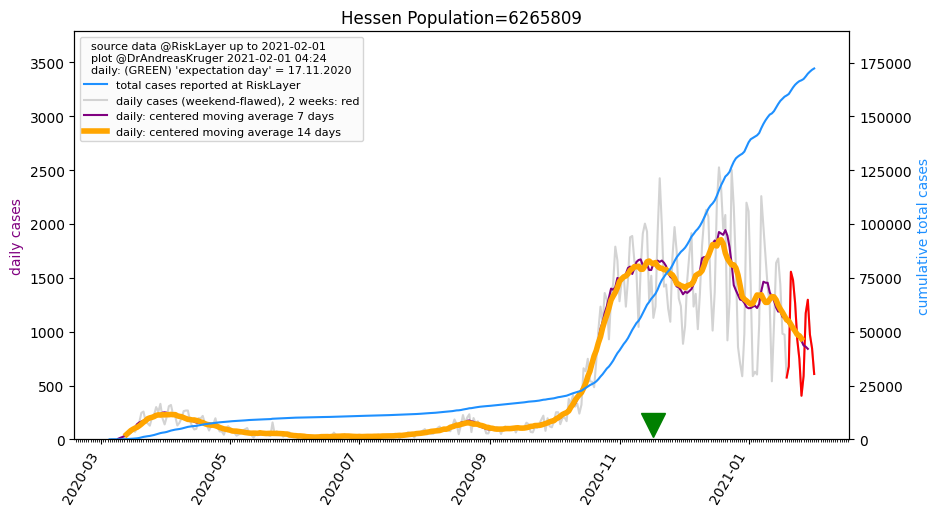 Hessen Population=6265809
source data @RiskLayer up to 2021-02-01
plot @DrAndreasKruger 2021-02-01 04:24
daily: (GREEN) 'expectation day' = 17.11.2020
total cases reported at RiskLayer
daily cases (weekend-flawed), 2 weeks: red
daily: centered moving average 7 days
daily: centered moving average 14 days
daily cases
3500
3000
2500
2000
1500
1000
500
0
175000
150000
125000
100000
75000
50000
25000
0
cumulative total cases
2020-03
2020-05
2020-07
2020-09
2020-11
2021-01